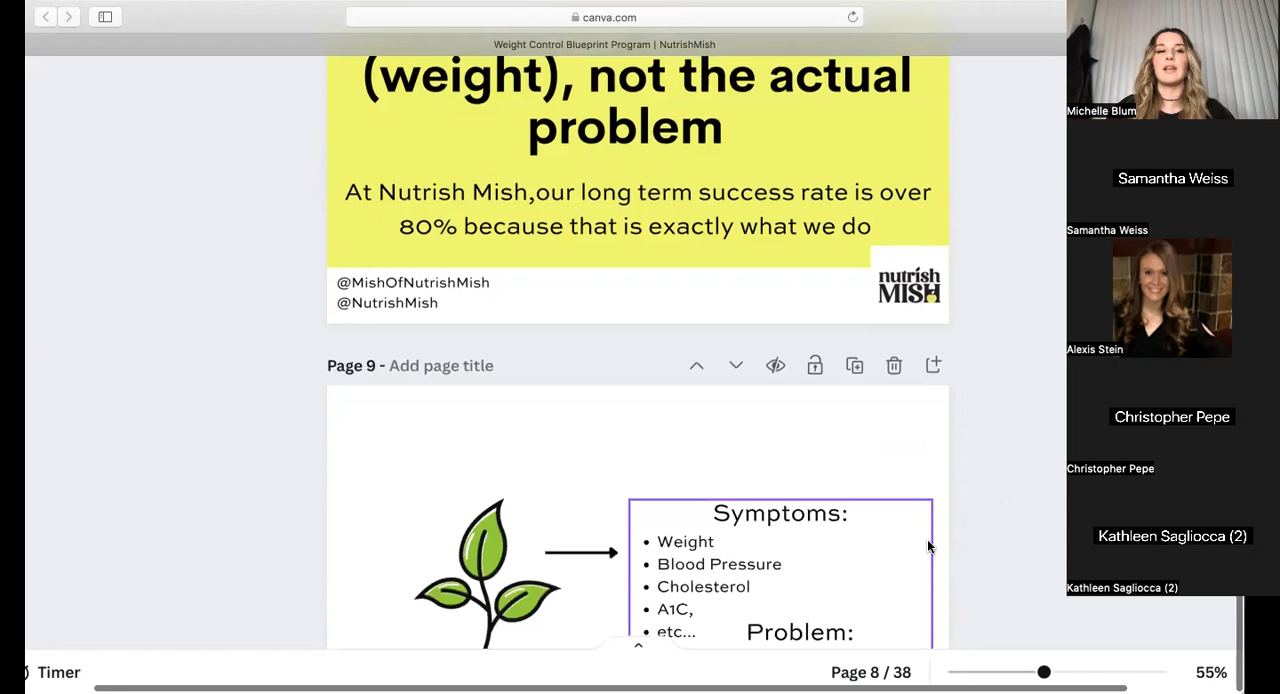 canva.com
Weight Control Blueprint Program | NutrishMish
(weight), not the actual
problem
At Nutrish Mish,our long term success rate is over
80% because that is exactly what we do
@MishOfNutrishMish
@NutrishMish
nutrish
MISH
Page 9 - Add page title
Symptoms:
• Weight
• Blood Pressure
• Cholesterol
• A1C,
• etc...
Problem:
Timer
Page 8 / 38
55%
Michelle Blum
Samantha Weiss
Samantha Weiss
Alexis Stein
Christopher Pepe
Christopher Pepe
Kathleen Sagliocca (2)
Kathleen Sagliocca (2)